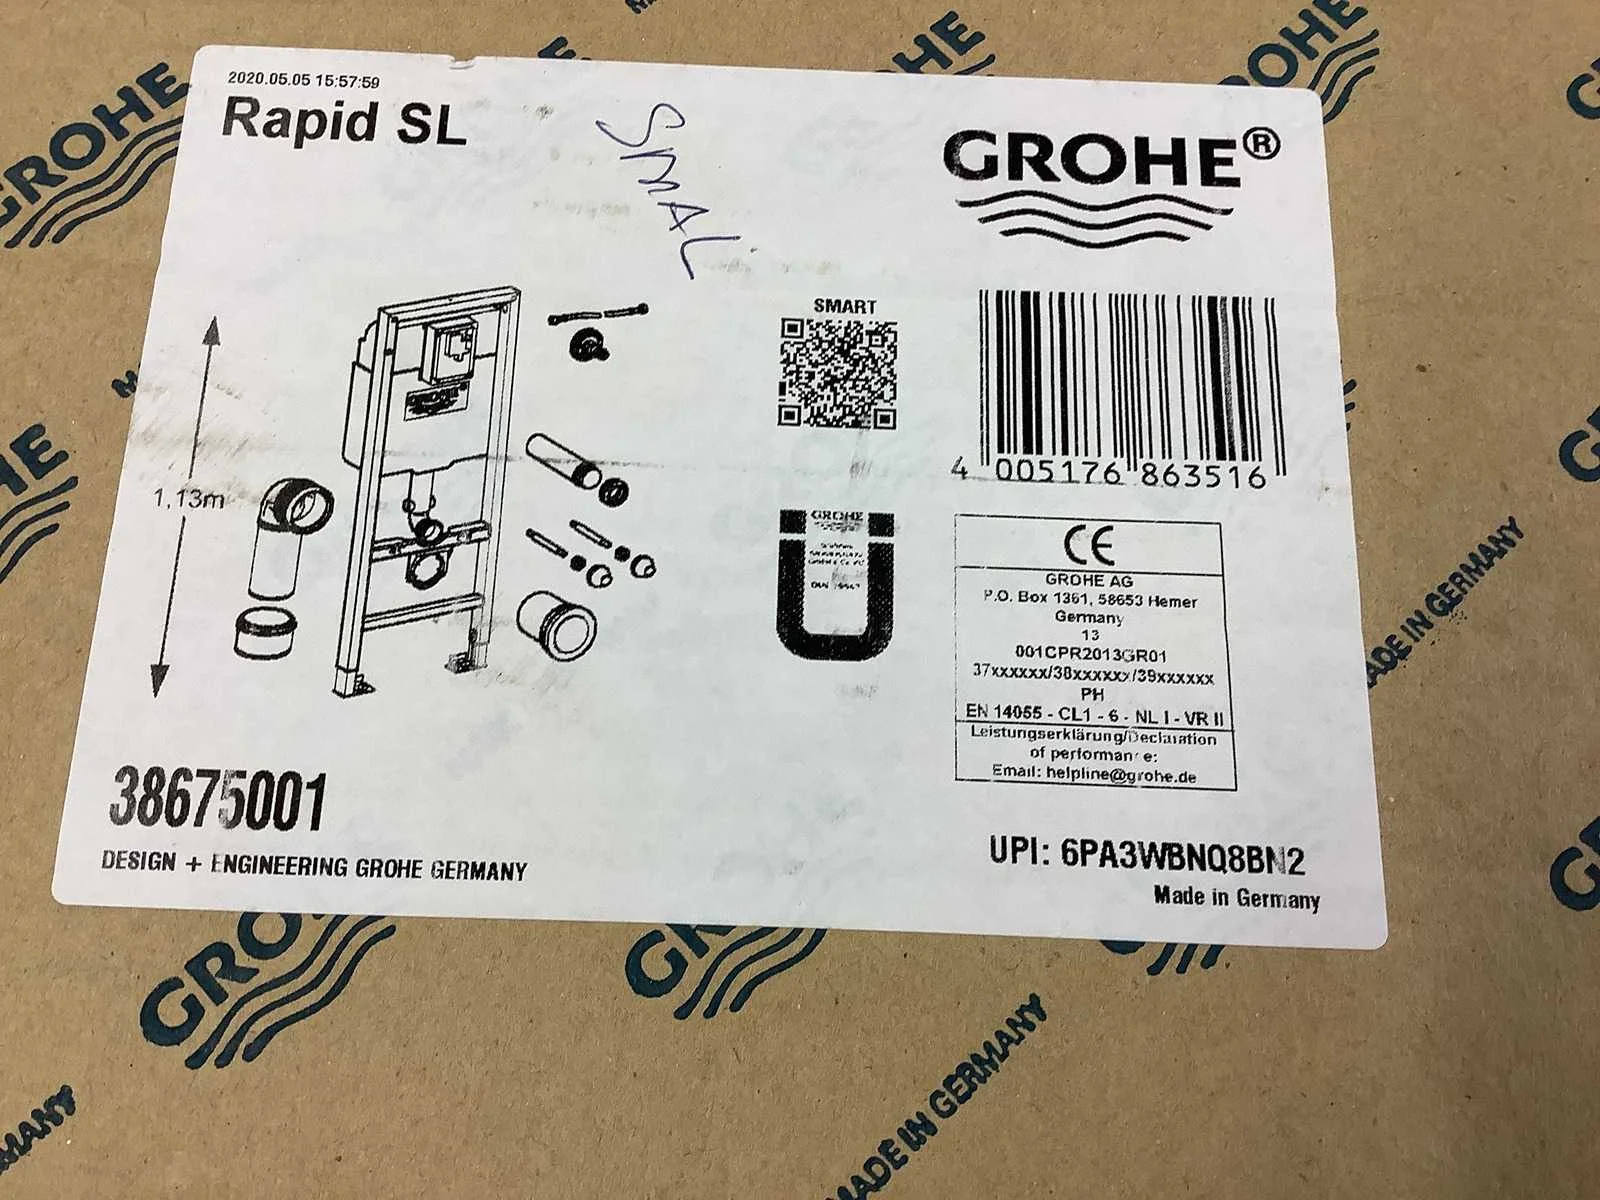 2020.05.05 15:57:59
Rapid SL
SMAL
GROHE®
SMART
1,13m
4 005176 863516
GROHE
CE
GROHE AG
P.O. Box 1361, 58653 Hemer
Germany
13
001CPR2013GR01
37xxxxxx/38xxxxxx/39xxxxxx
PH
EN 14055 - CL1 - 6 - NL I - VR II
Leistungserklärung/Declaration
of performance:
Email: helpline@grohe.de
38675001
DESIGN + ENGINEERING GROHE GERMANY
UPI: 6PA3WBNQ8BN2
Made in Germany
GROHE
GROHE
GROHE
MADE IN GERMANY
GROHE
MADE IN GERMANY